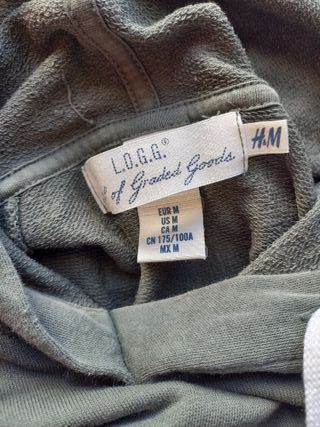 L.O.G.G.®
of Graded Goods.
H&M
EUR M
US M
CA M
CN 175/100A
MX M